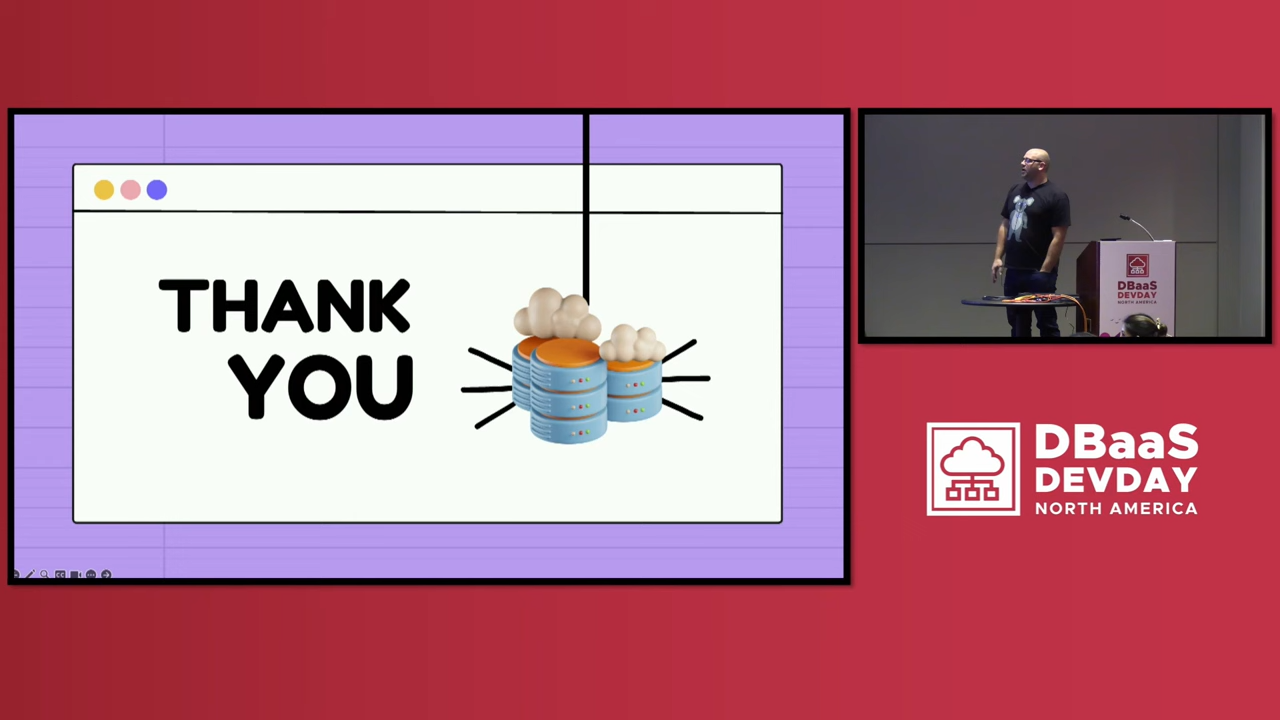 THANK
YOU
DBaaS
DEVDAY
NORTH AMERICA
DBaaS
DEVDAY
NORTH AMERICA